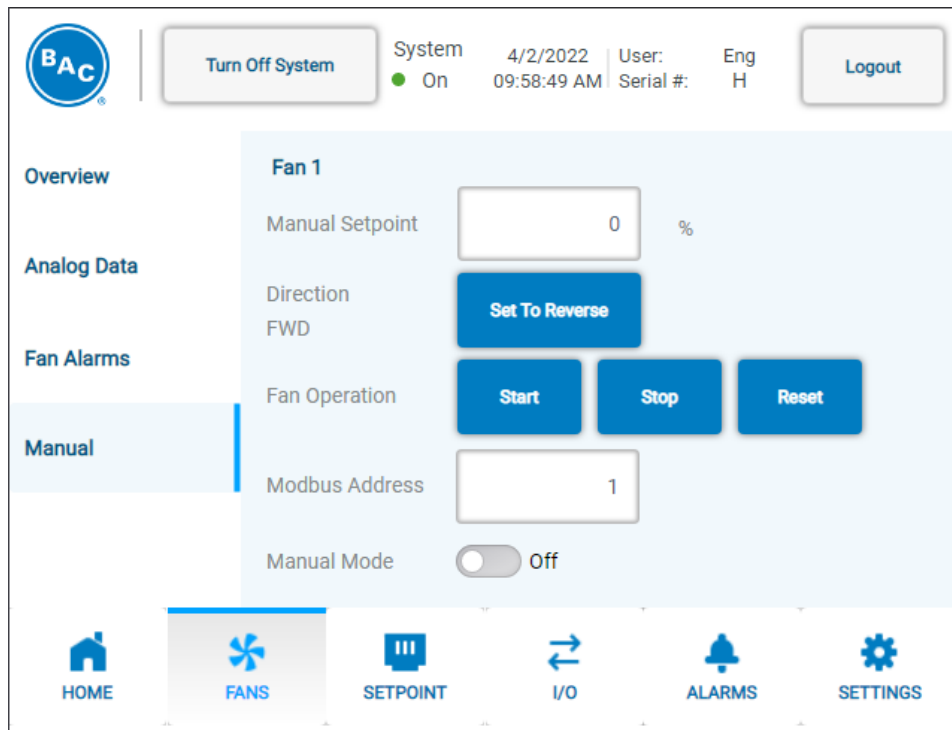 BAC
®
Turn Off System
System
On
4/2/2022
09:58:49 AM
User: Eng
Serial #: H
Logout
Overview
Analog Data
Fan Alarms
Manual
Fan 1
Manual Setpoint 0 %
Direction
FWD
Set To Reverse
Fan Operation Start Stop Reset
Modbus Address 1
Manual Mode Off
HOME FANS SETPOINT I/O ALARMS SETTINGS